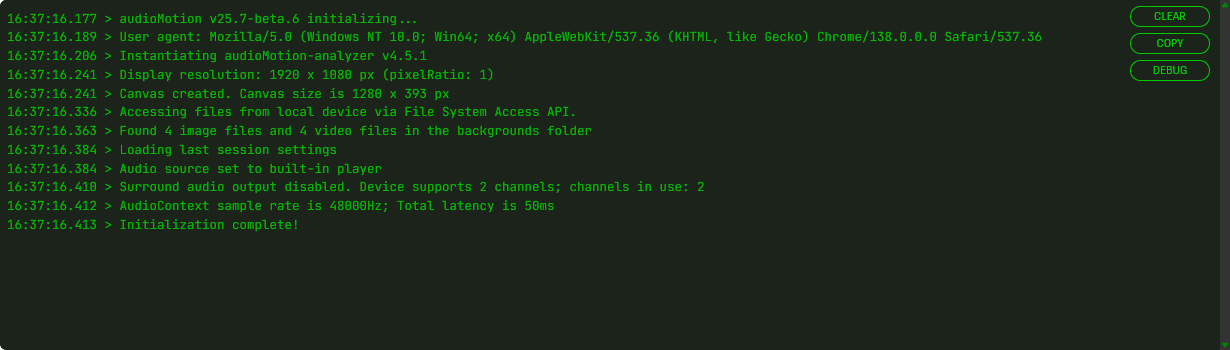 16:37:16.177 > audioMotion v25.7-beta.6 initializing...
16:37:16.189 > User agent: Mozilla/5.0 (Windows NT 10.0; Win64; x64) AppleWebKit/537.36 (KHTML, like Gecko) Chrome/138.0.0.0 Safari/537.36
16:37:16.206 > Instantiating audioMotion-analyzer v4.5.1
16:37:16.241 > Display resolution: 1920 x 1080 px (pixelRatio: 1)
16:37:16.241 > Canvas created. Canvas size is 1280 x 393 px
16:37:16.336 > Accessing files from local device via File System Access API.
16:37:16.363 > Found 4 image files and 4 video files in the backgrounds folder
16:37:16.384 > Loading last session settings
16:37:16.384 > Audio source set to built-in player
16:37:16.410 > Surround audio output disabled. Device supports 2 channels; channels in use: 2
16:37:16.412 > AudioContext sample rate is 48000Hz; Total latency is 50ms
16:37:16.413 > Initialization complete!
CLEAR
COPY
DEBUG